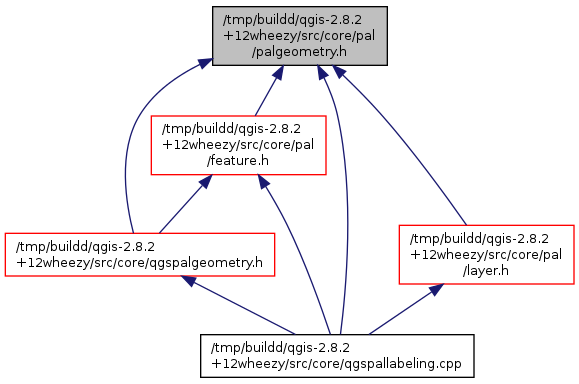 /tmp/buildd/qgis-2.8.2
+12wheezy/src/core/pal
/palgeometry.h
/tmp/buildd/qgis-2.8.2
+12wheezy/src/core/pal
/feature.h
/tmp/buildd/qgis-2.8.2
+12wheezy/src/core/qgspalgeometry.h
/tmp/buildd/qgis-2.8.2
+12wheezy/src/core/pal
/layer.h
/tmp/buildd/qgis-2.8.2
+12wheezy/src/core/qgspallabeling.cpp